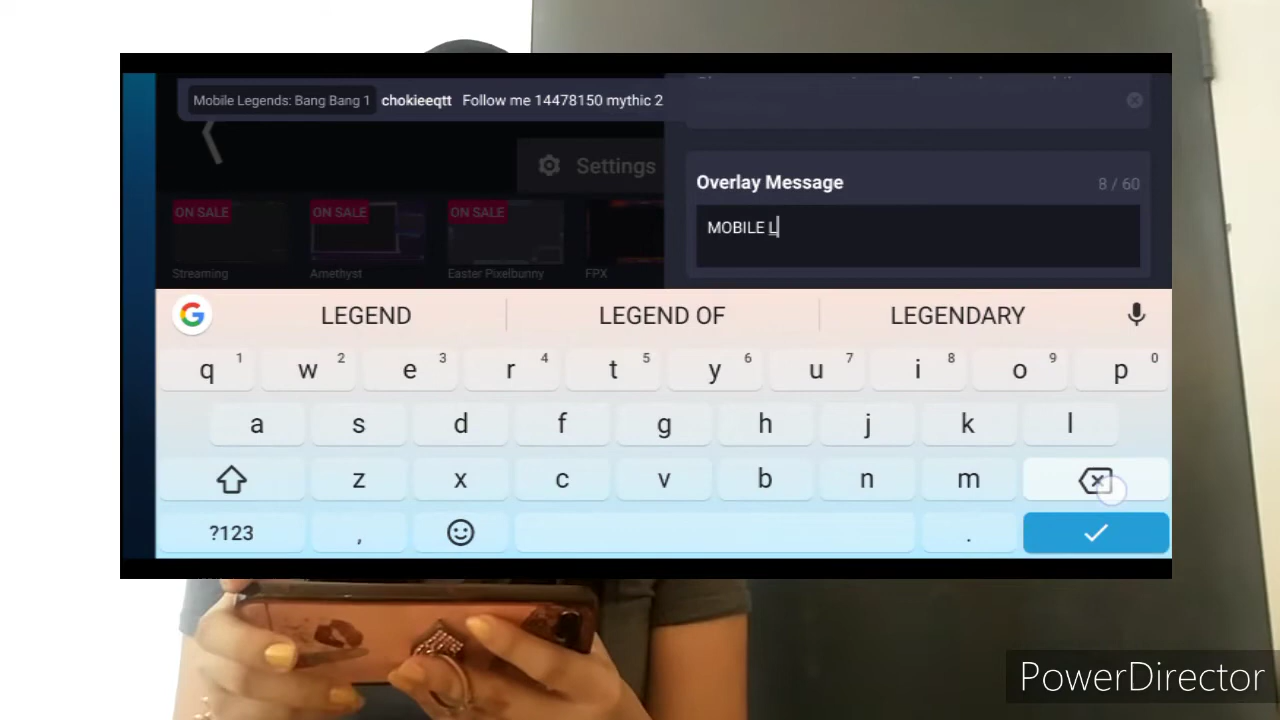 Mobile Legends: Bang Bang 1 chokieeqtt Follow me 14478150 mythic 2
Settings
Overlay Message 8 / 60
MOBILE L
ON SALE ON SALE ON SALE
Streaming Amethyst Easter Pixelbunny FPX
G LEGEND LEGEND OF LEGENDARY
q 1 w 2 e 3 r 4 t 5 y 6 u 7 i 8 o 9 p 0
a s d f g h j k l
z x c v b n m
?123 , .
PowerDirector